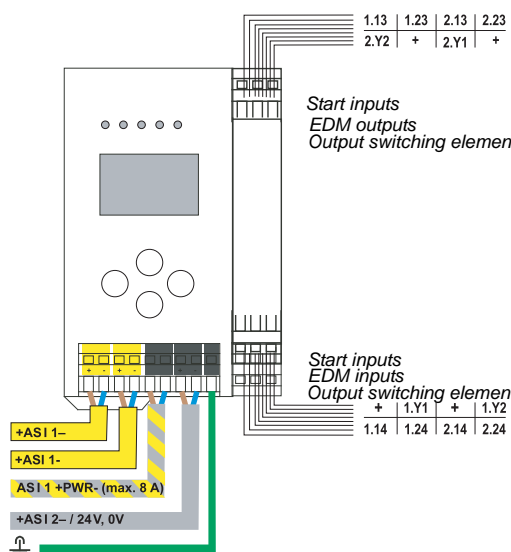 1.13 1.23 2.13 2.23
2.Y2 + 2.Y1 +
Start inputs
EDM outputs
Output switching elemen
+ - + - + -
Start inputs
EDM inputs
Output switching elemen
+ 1.Y1 + 1.Y2
1.14 1.24 2.14 2.24
+ASI 1–
+ASI 1-
ASI 1 +PWR- (max. 8 A)
+ASI 2– / 24V, 0V